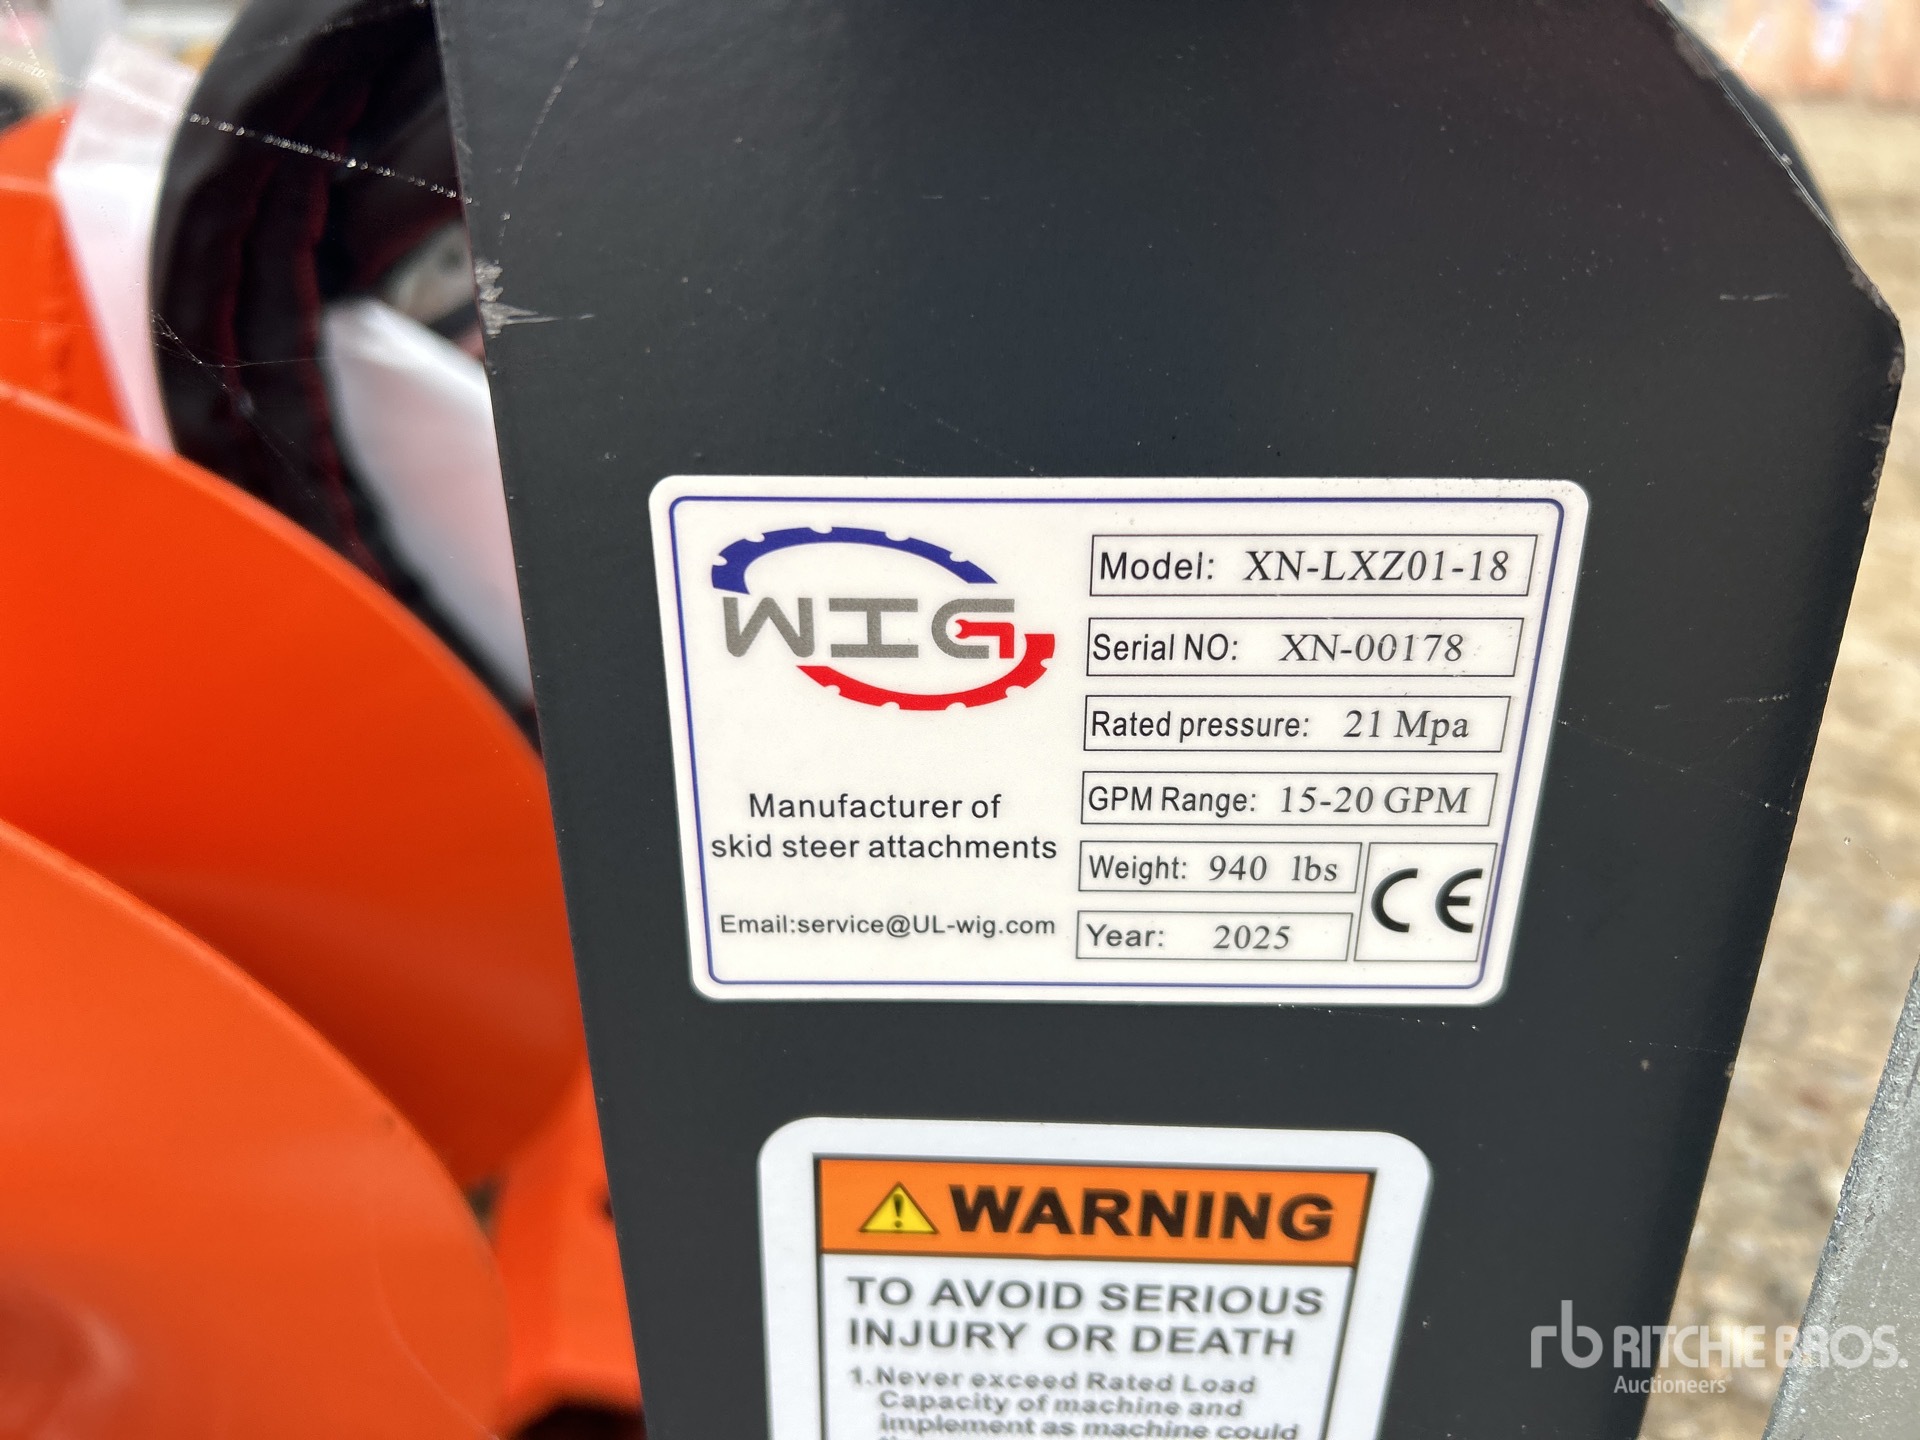 WIG
Manufacturer of
skid steer attachments
Email:service@UL-wig.com
Model: XN-LXZ01-18
Serial NO: XN-00178
Rated pressure: 21 Mpa
GPM Range: 15-20 GPM
Weight: 940 lbs
Year: 2025
CE
WARNING
TO AVOID SERIOUS
INJURY OR DEATH
1.Never exceed Rated Load
Capacity of machine and
implement as machine could
rb RITCHIE BROS.
Auctioneers